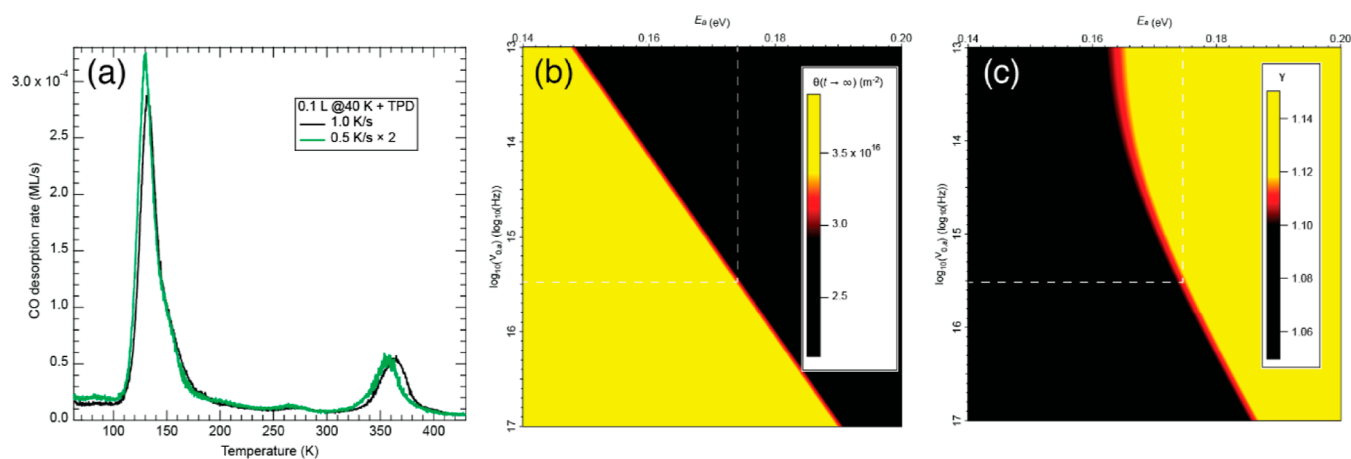 (a)
3.0 x 10⁻⁴
2.5
2.0
1.5
1.0
0.5
0.0
CO desorption rate (ML/s)
100
150
200
250
300
350
400
Temperature (K)
0.1 L @40 K + TPD
1.0 K/s
0.5 K/s × 2
(b)
Eₐ (eV)
0.14
0.16
0.18
0.20
13
14
15
16
17
log₁₀(V₀.ₐ) (log₁₀(Hz))
θ(t → ∞) (m⁻²)
3.5 x 10¹⁶
3.0
2.5
(c)
Eₐ (eV)
0.14
0.16
0.18
0.20
13
14
15
16
17
log₁₀(V₀.ₐ) (log₁₀(Hz))
γ
1.14
1.12
1.10
1.08
1.06